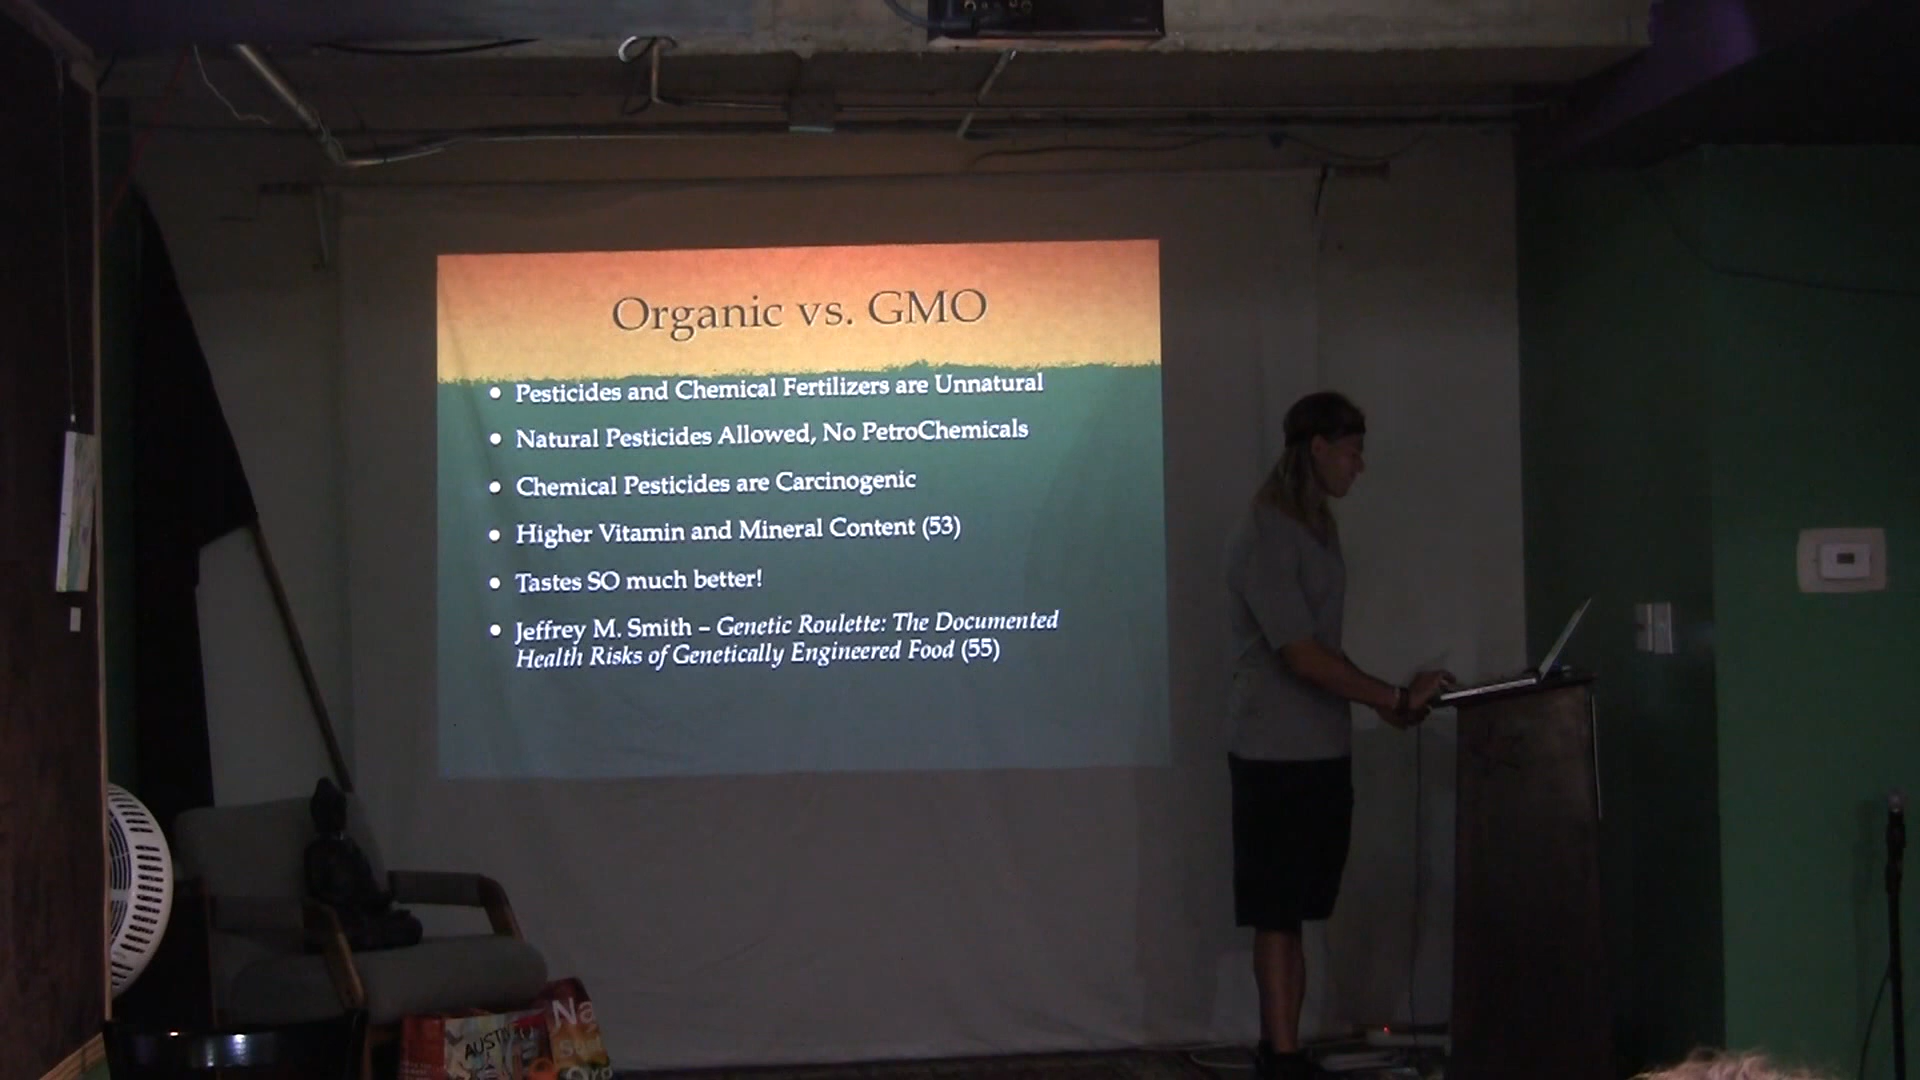 Organic vs. GMO
• Pesticides and Chemical Fertilizers are Unnatural
• Natural Pesticides Allowed, No PetroChemicals
• Chemical Pesticides are Carcinogenic
• Higher Vitamin and Mineral Content (53)
• Tastes SO much better!
• Jeffrey M. Smith – Genetic Roulette: The Documented
Health Risks of Genetically Engineered Food (55)
Na
AUSTIN